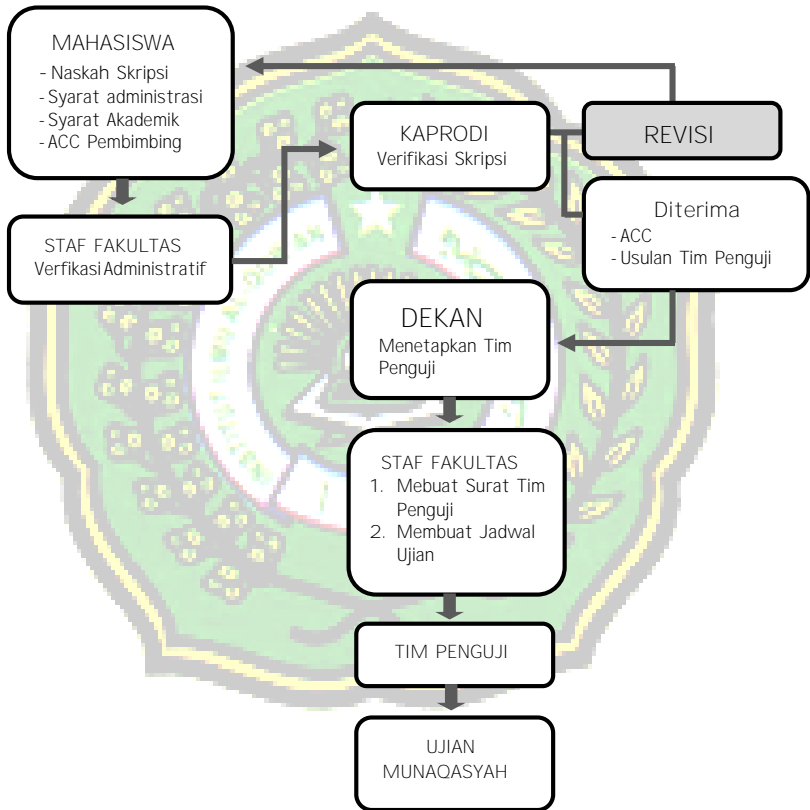 MAHASISWA
- Naskah Skripsi
- Syarat administrasi
- Syarat Akademik
- ACC Pembimbing
STAF FAKULTAS
Verfikasi Administratif
KAPRODI
Verifikasi Skripsi
REVISI
Diterima
- ACC
- Usulan Tim Penguji
DEKAN
Menetapkan Tim
Penguji
STAF FAKULTAS
1. Mebuat Surat Tim
Penguji
2. Membuat Jadwal
Ujian
TIM PENGUJI
UJIAN
MUNAQASYAH